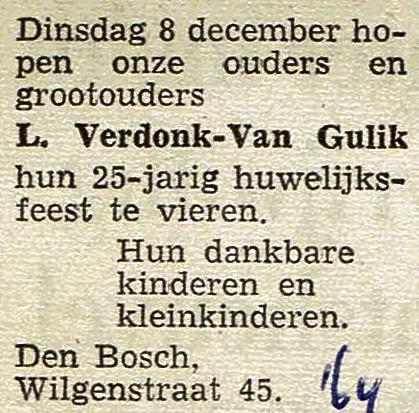 Dinsdag 8 december ho-
pen onze ouders en
grootouders
L. Verdonk-Van Gulik
hun 25-jarig huwelijks-
feest te vieren.
Hun dankbare
kinderen en
kleinkinderen.
Den Bosch,
Wilgenstraat 45. '64